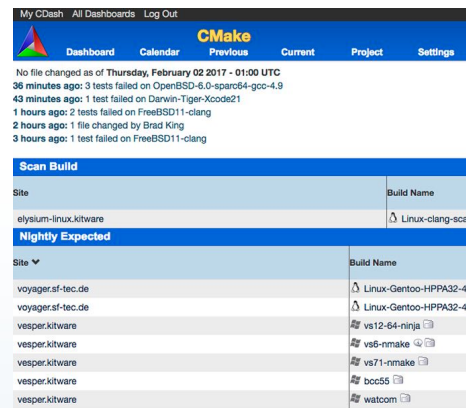 My CDash All Dashboards Log Out
CMake
Dashboard Calendar Previous Current Project Settings
No file changed as of Thursday, February 02 2017 - 01:00 UTC
36 minutes ago: 3 tests failed on OpenBSD-6.0-sparc64-gcc-4.9
43 minutes ago: 1 test failed on Darwin-Tiger-Xcode21
1 hours ago: 2 tests failed on FreeBSD11-clang
2 hours ago: 1 file changed by Brad King
3 hours ago: 1 test failed on FreeBSD11-clang
Scan Build
Site Build Name
elysium-linux.kitware Linux-clang-sca
Nightly Expected
Site Build Name
voyager.sf-tec.de Linux-Gentoo-HPPA32-4
voyager.sf-tec.de Linux-Gentoo-HPPA32-4
vesper.kitware vs12-64-ninja
vesper.kitware vs6-nmake
vesper.kitware vs71-nmake
vesper.kitware bcc55
vesper.kitware watcom